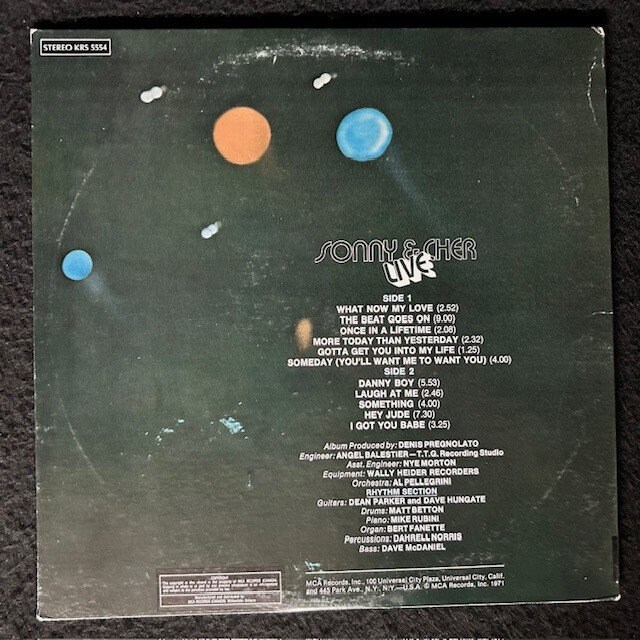 STEREO KRS 5554
SONNY & CHER
LIVE
SIDE 1
WHAT NOW MY LOVE (2.52)
THE BEAT GOES ON (9.00)
ONCE IN A LIFETIME (2.08)
MORE TODAY THAN YESTERDAY (2.32)
GOTTA GET YOU INTO MY LIFE (1.25)
SOMEDAY (YOU'LL WANT ME TO WANT YOU) (4.00)
SIDE 2
DANNY BOY (5.53)
LAUGH AT ME (2.46)
SOMETHING (4.00)
HEY JUDE (7.30)
I GOT YOU BABE (3.25)
Album Produced by: DENIS PREGNOLATO
Engineer: ANGEL BALESTIER—T.T.G. Recording Studio
Asst. Engineer: NYE MORTON
Equipment: WALLY HEIDER RECORDERS
Orchestra: AL PELLEGRINI
RHYTHM SECTION
Guitars: DEAN PARKER and DAVE HUNGATE
Drums: MATT BETTON
Piano: MIKE RUBINI
Organ: BERT FANETTE
Percussions: DAHRELL NORRIS
Bass: DAVE McDANIEL
MCA Records, Inc., 100 Universal City Plaza, Universal City, Calif.
and 445 Park Ave., N.Y., N.Y.—U.S.A. © MCA Records, Inc. 1971